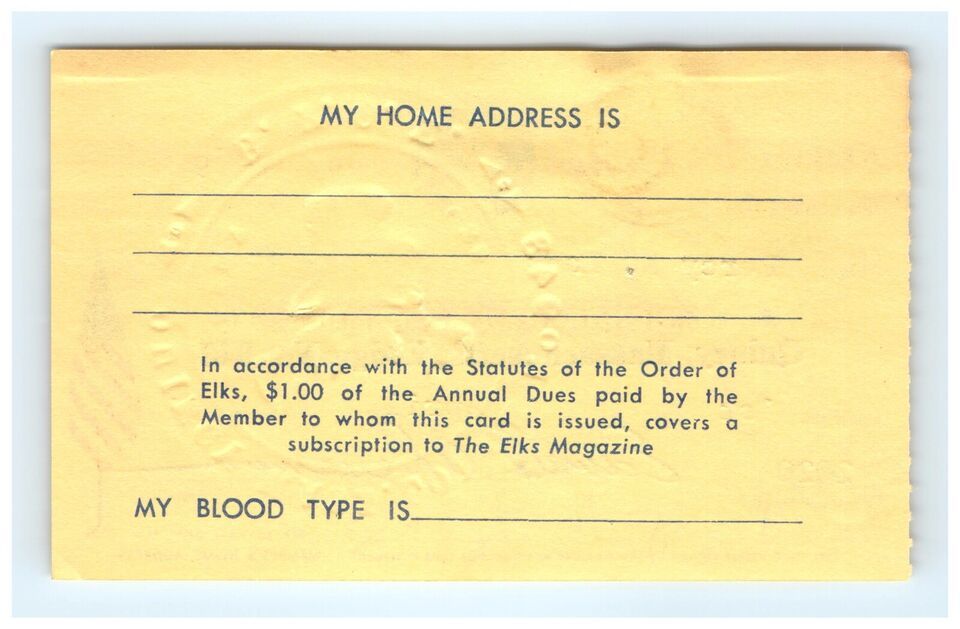 MY HOME ADDRESS IS
In accordance with the Statutes of the Order of
Elks, $1.00 of the Annual Dues paid by the
Member to whom this card is issued, covers a
subscription to The Elks Magazine
MY BLOOD TYPE IS